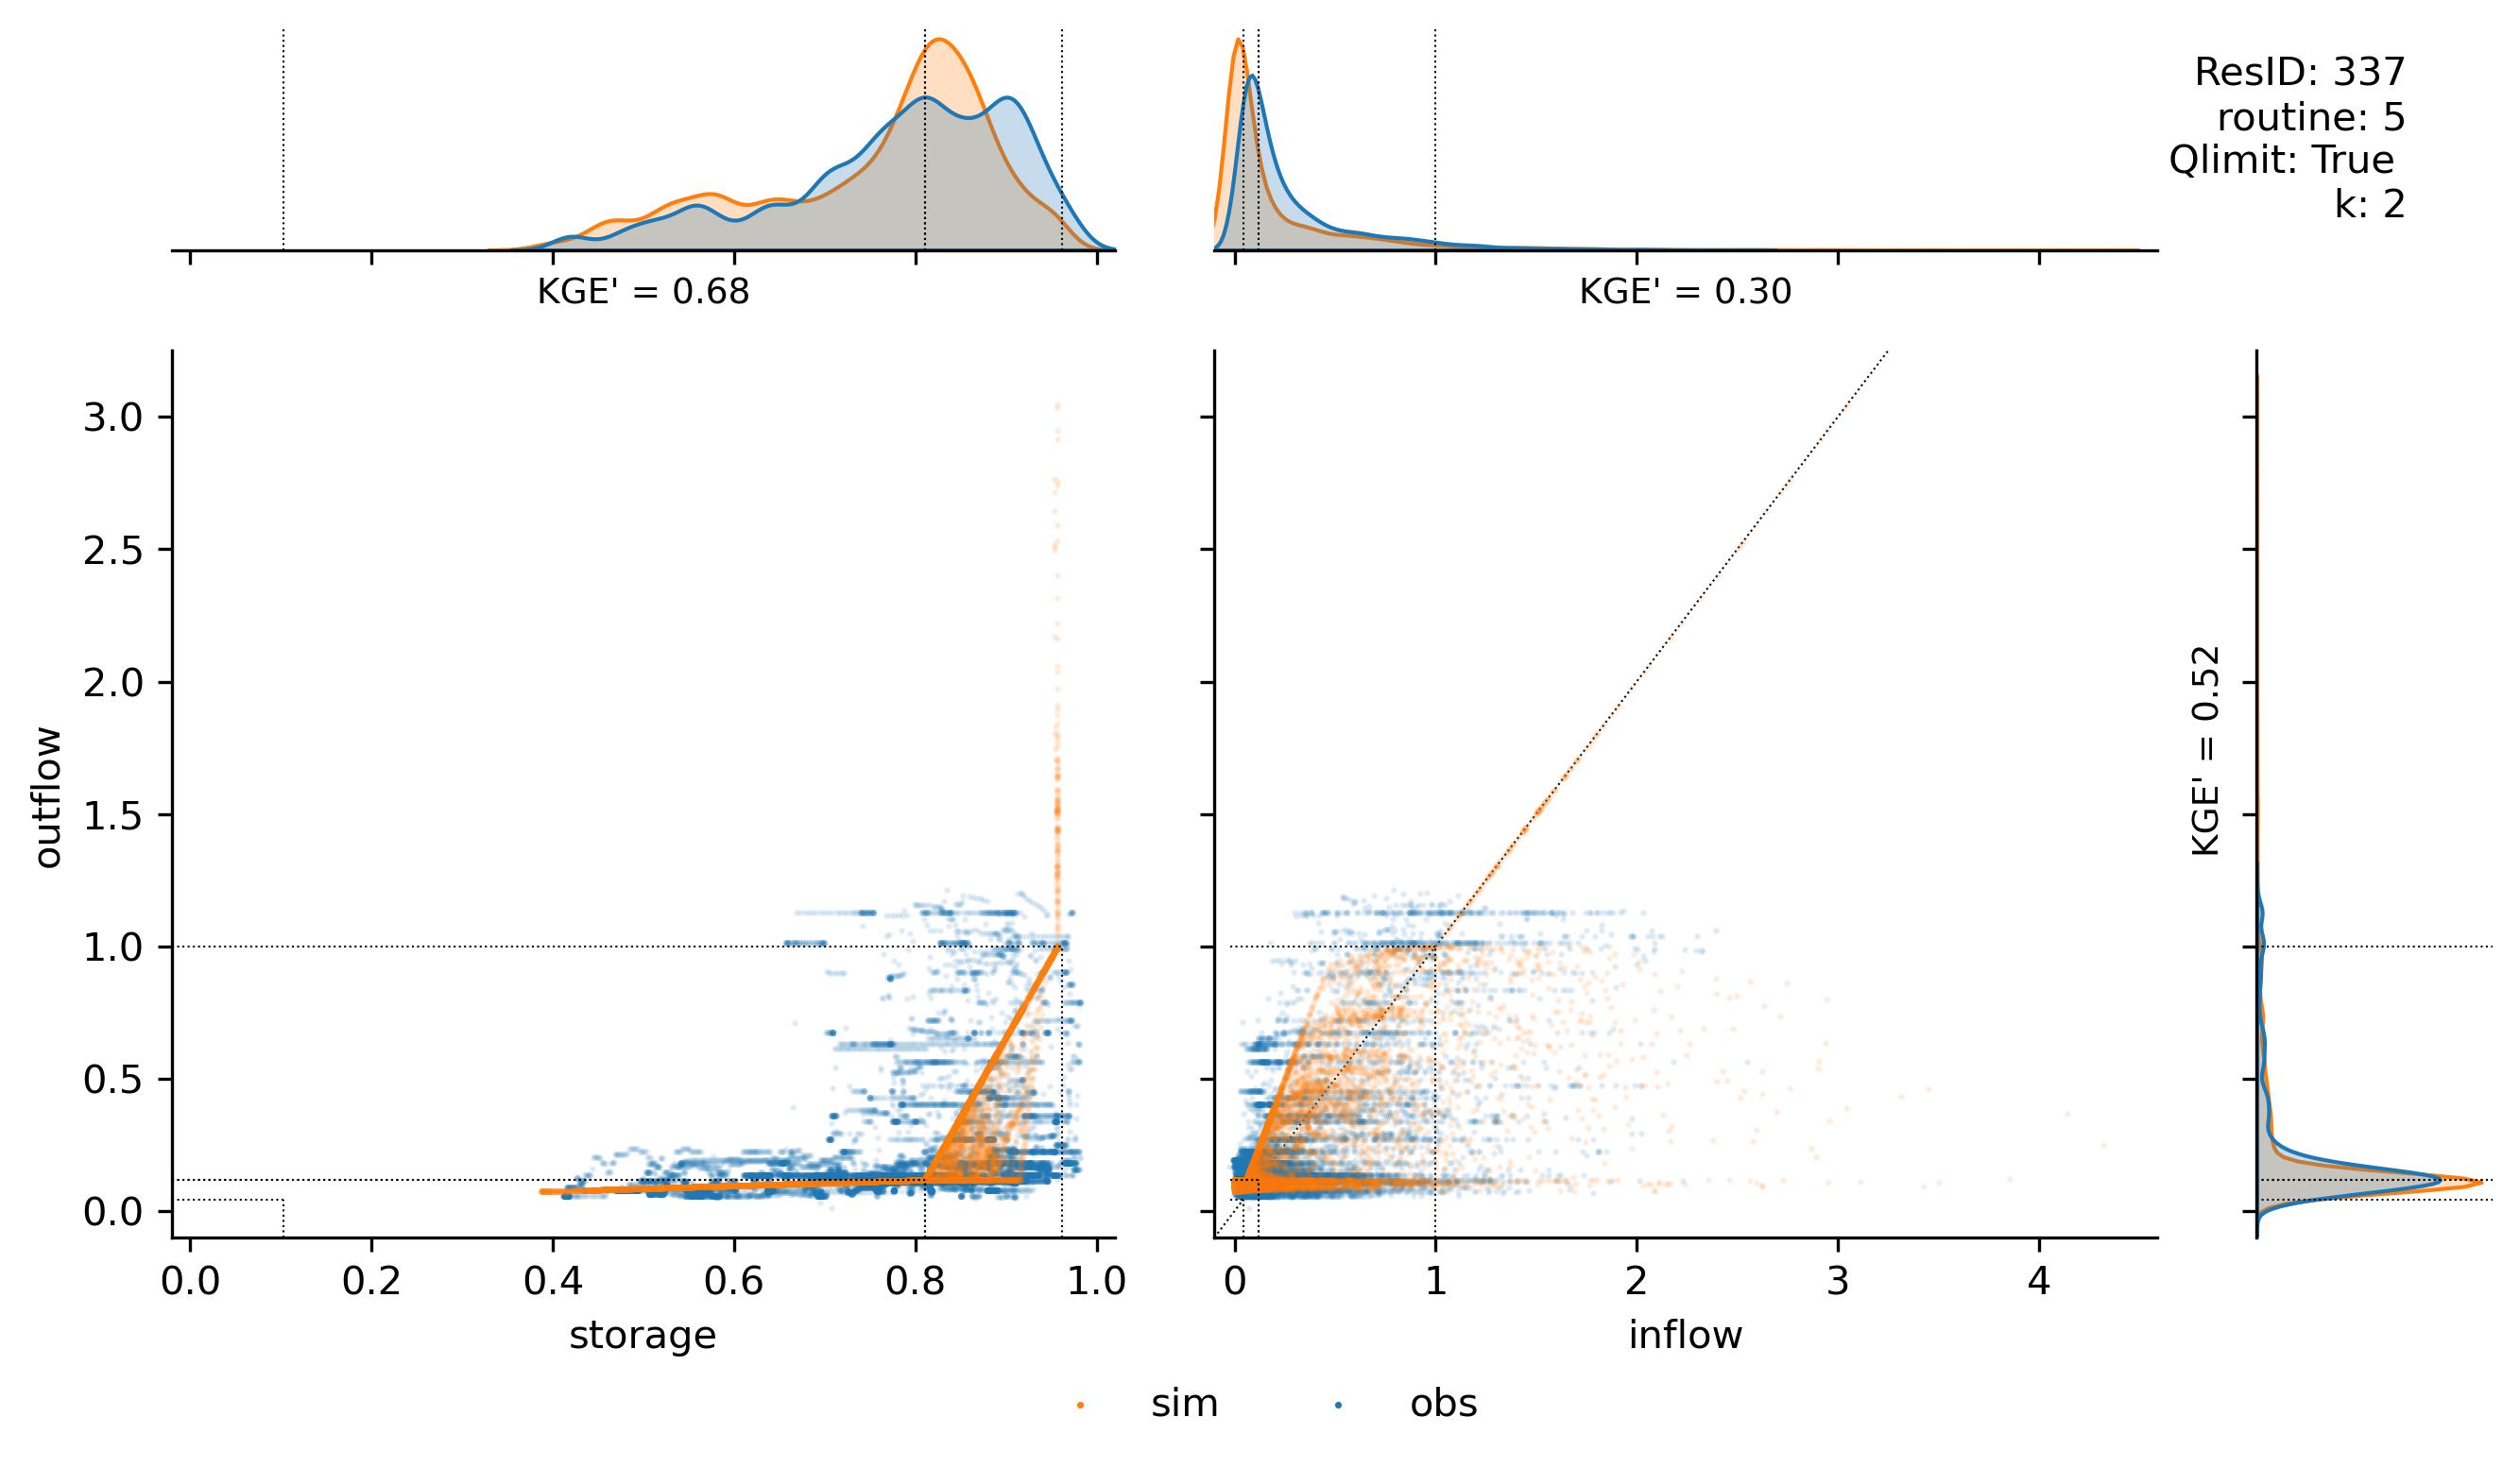 ResID: 337
routine: 5
Qlimit: True
k: 2
KGE' = 0.68
KGE' = 0.30
3.0
2.5
2.0
1.5
1.0
0.5
0.0
outflow
KGE' = 0.52
0.0 0.2 0.4 0.6 0.8 1.0
0 1 2 3 4
storage
inflow
sim obs